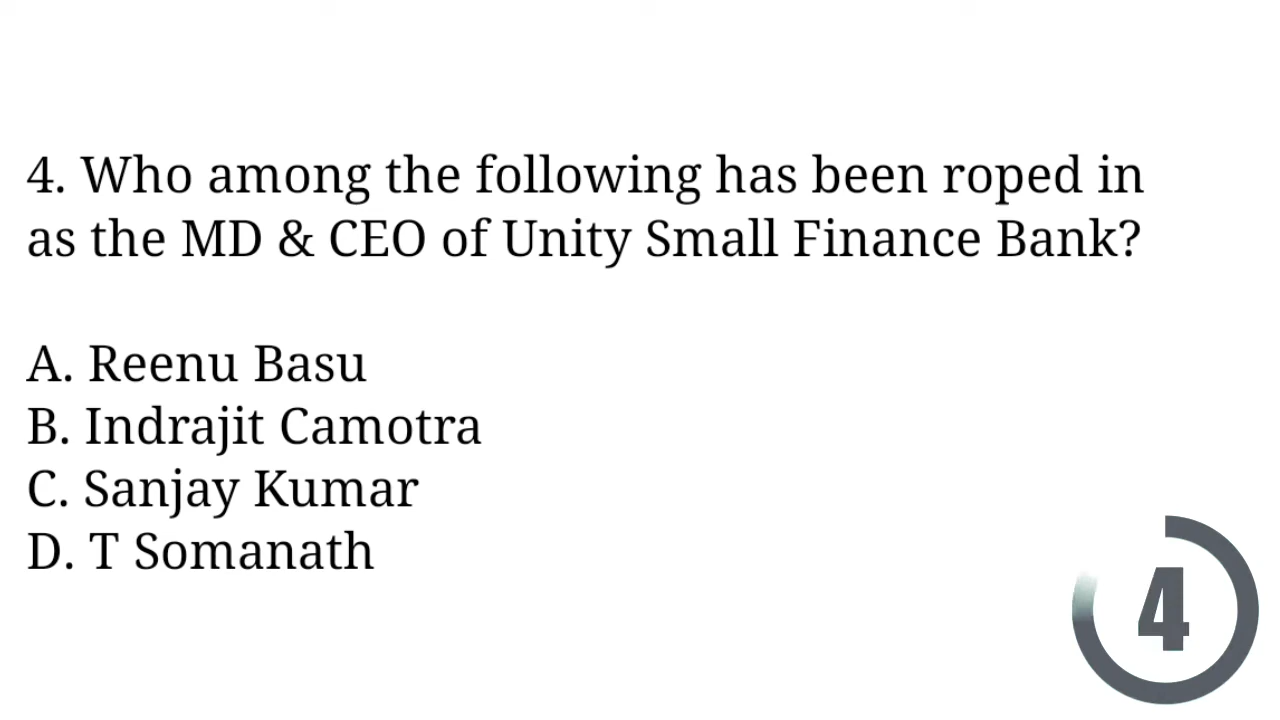 4. Who among the following has been roped in
as the MD & CEO of Unity Small Finance Bank?
A. Reenu Basu
B. Indrajit Camotra
C. Sanjay Kumar
D. T Somanath
4